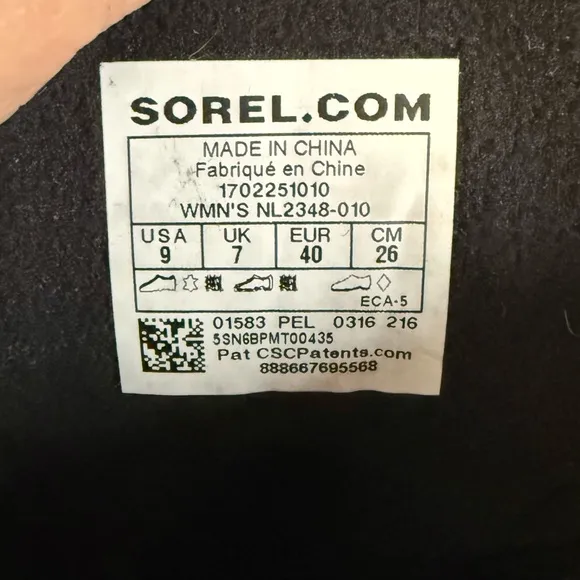 SOREL.COM
MADE IN CHINA
Fabriqué en Chine
1702251010
WMN'S NL2348-010
USA UK EUR CM
9 7 40 26
ECA-5
01583 PEL 0316 216
5SN6BPMT00435
Pat CSCPatents.com
888667695568